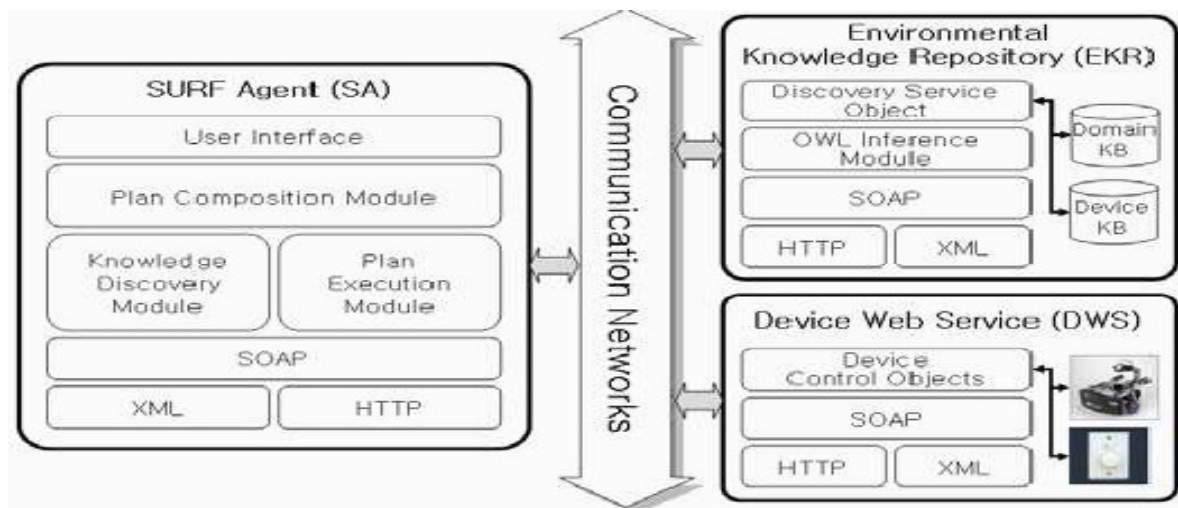 SURF Agent (SA)
User Interface
Plan Composition Module
Knowledge
Discovery
Module
Plan
Execution
Module
SOAP
XML
HTTP
Communication Networks
Environmental
Knowledge Repository (EKR)
Discovery Service
Object
OWL Inference
Module
SOAP
HTTP
XML
Domain
KB
Device
KB
Device Web Service (DWS)
Device
Control Objects
SOAP
HTTP
XML